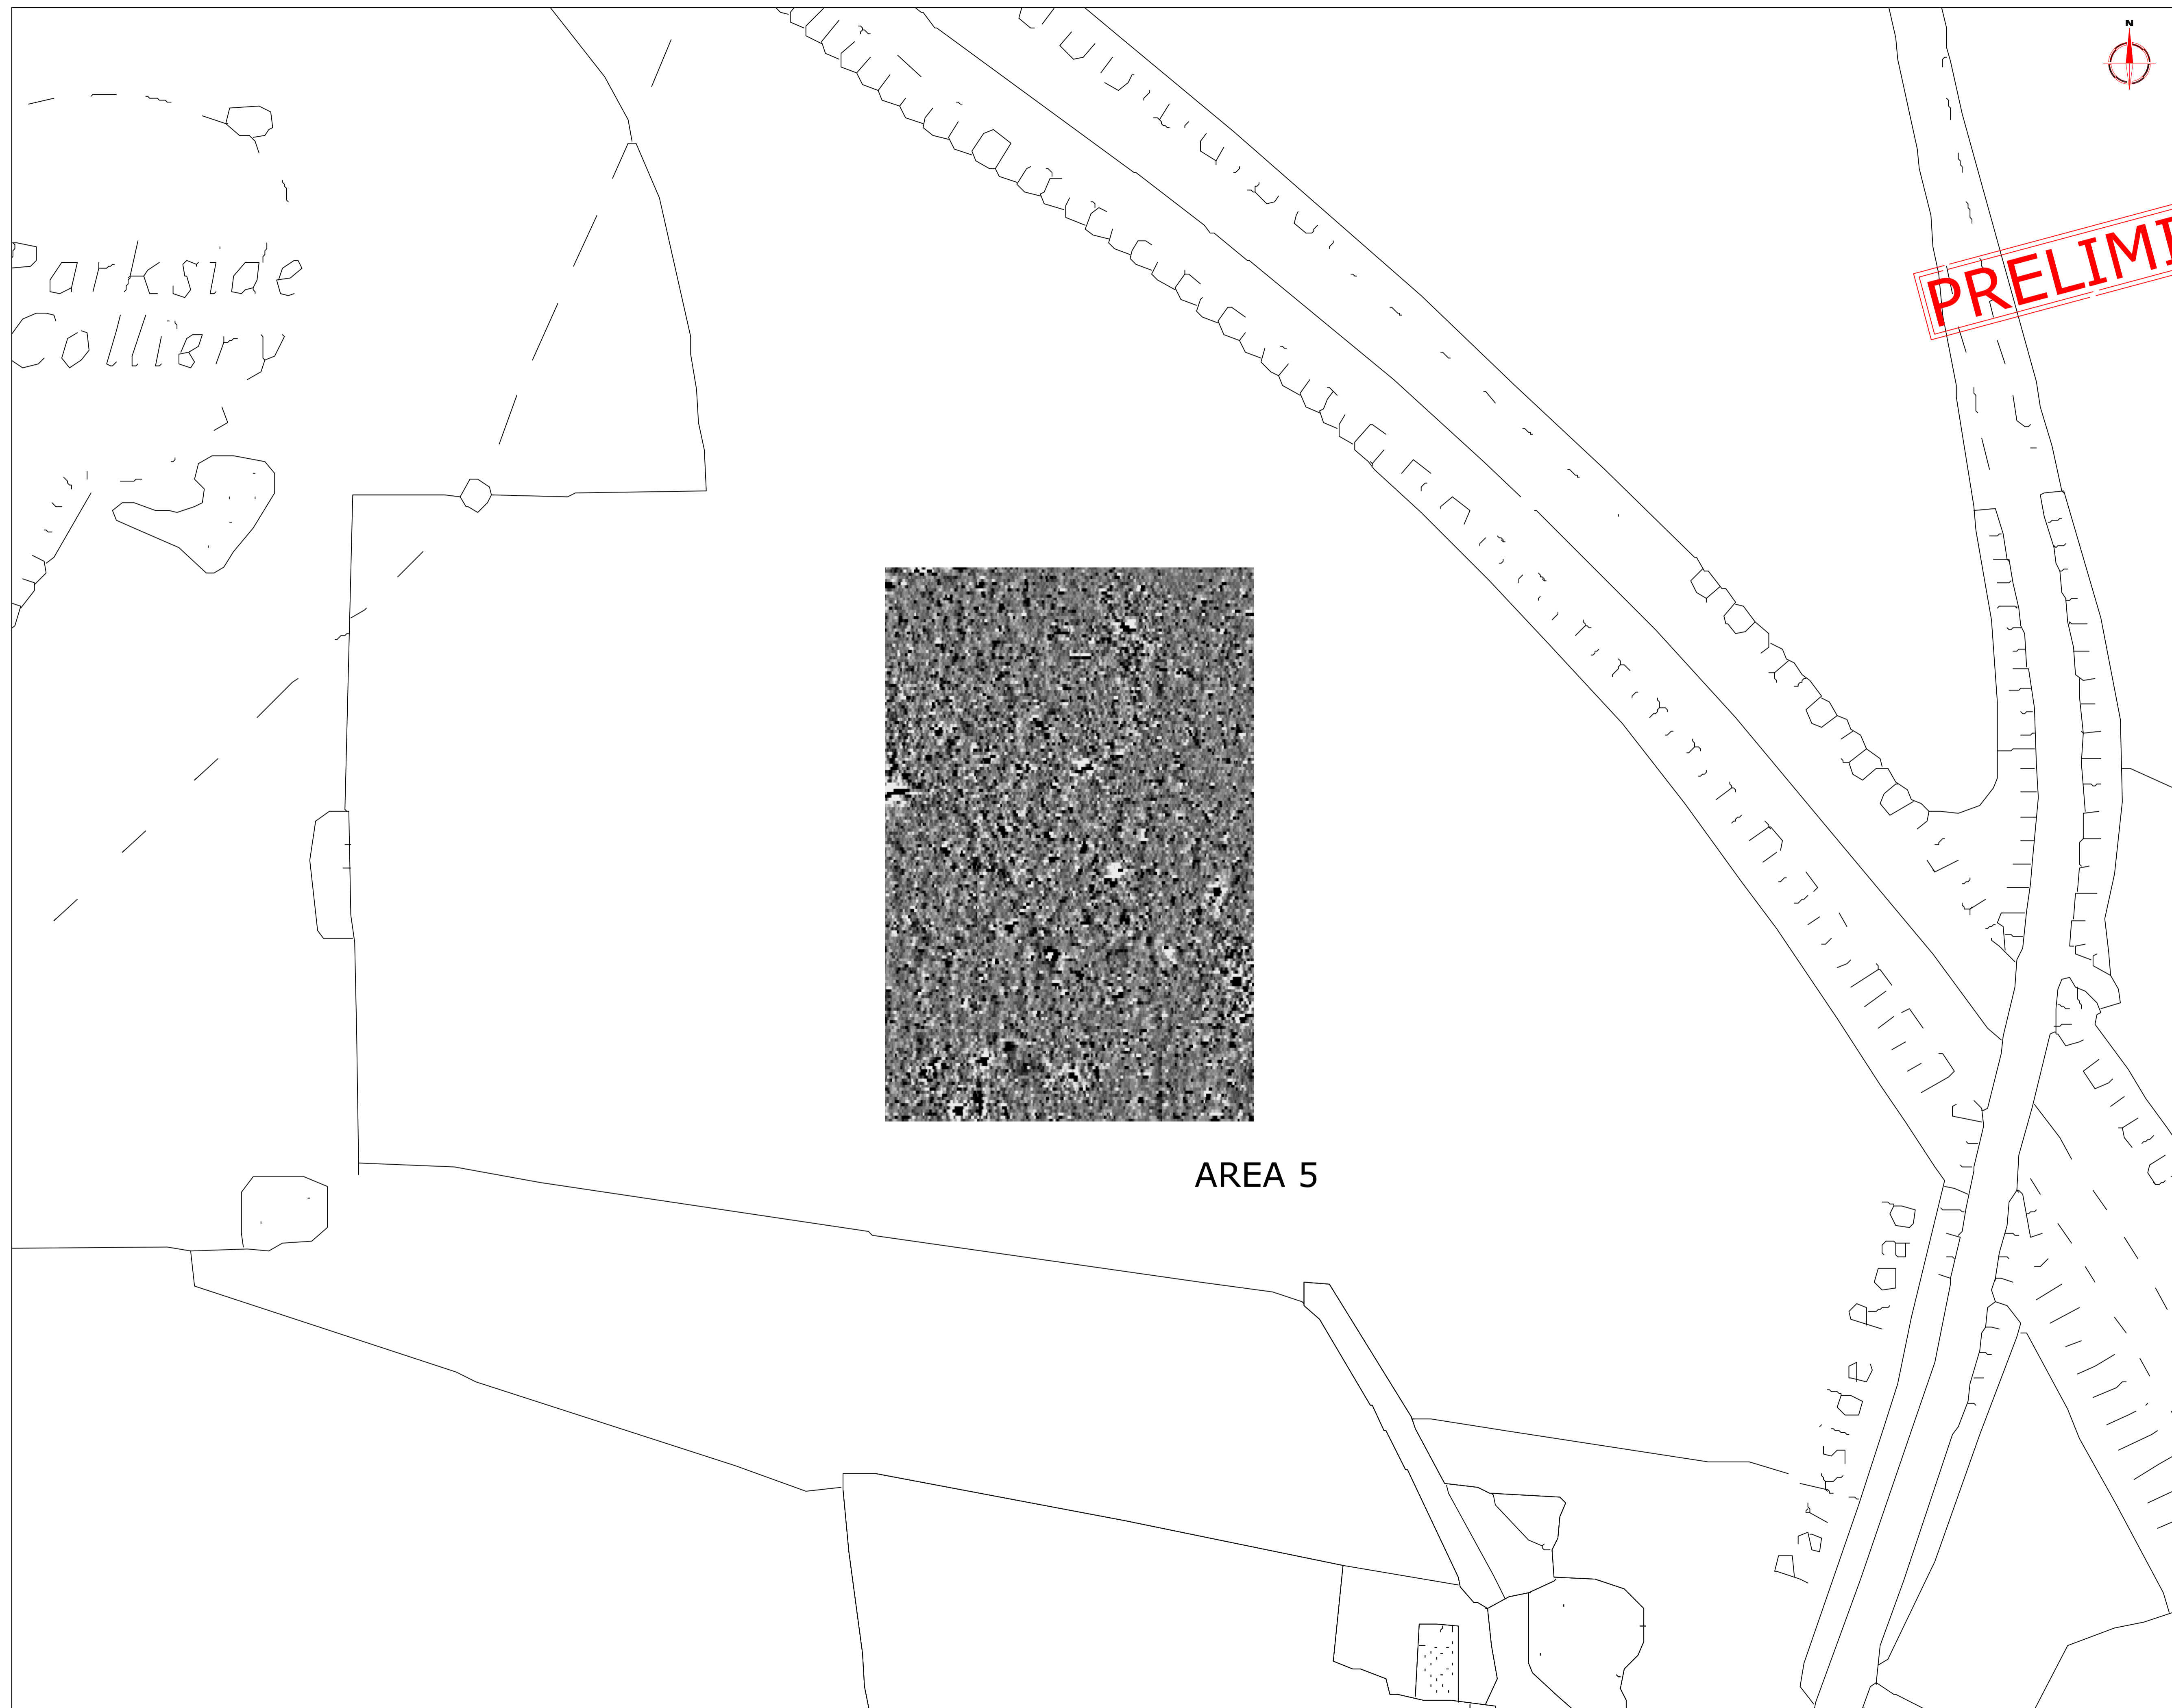 N
PRELIMI
Parkside
Colliery
AREA 5
Parkside Road